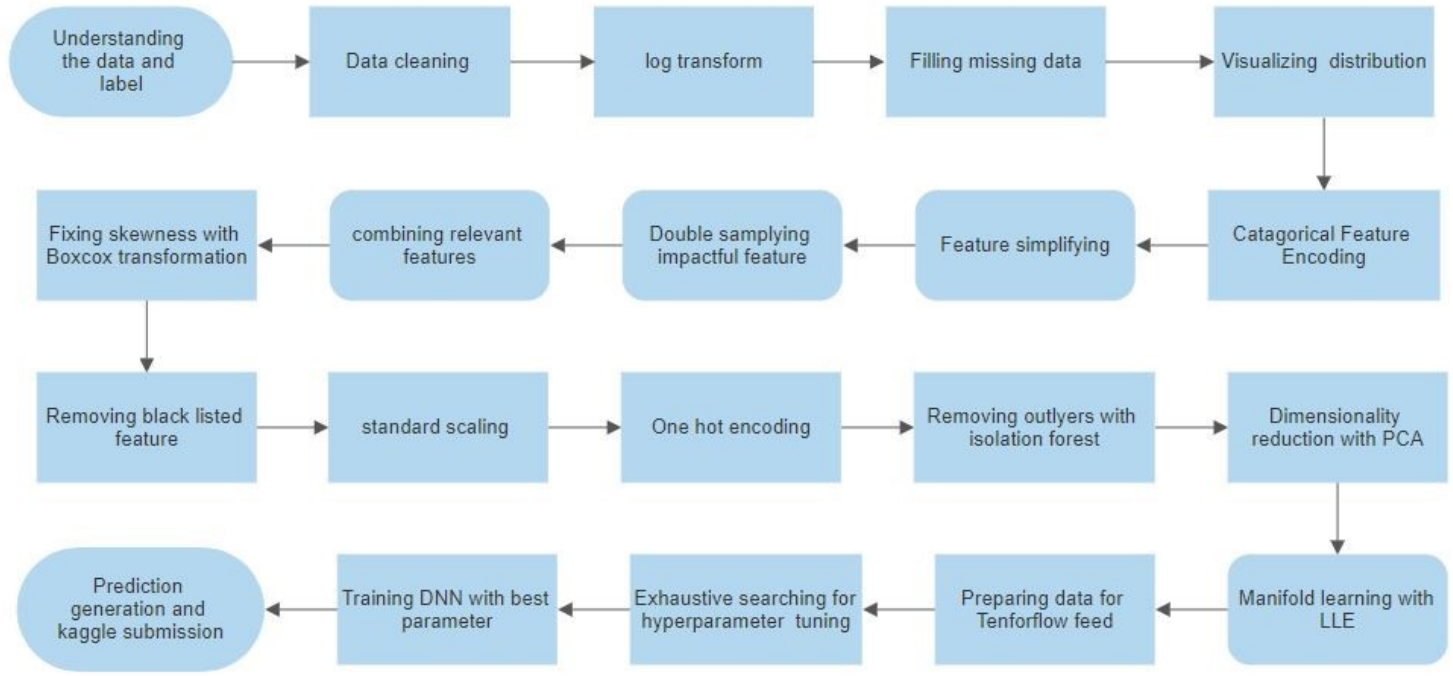 Understanding
the data and
label
Data cleaning
log transform
Filling missing data
Visualizing distribution
Catagorical Feature
Encoding
Feature simplifying
Double samplying
impactful feature
combining relevant
features
Fixing skewness with
Boxcox transformation
Removing black listed
feature
standard scaling
One hot encoding
Removing outlyers with
isolation forest
Dimensionality
reduction with PCA
Manifold learning with
LLE
Preparing data for
Tenforflow feed
Exhaustive searching for
hyperparameter tuning
Training DNN with best
parameter
Prediction
generation and
kaggle submission